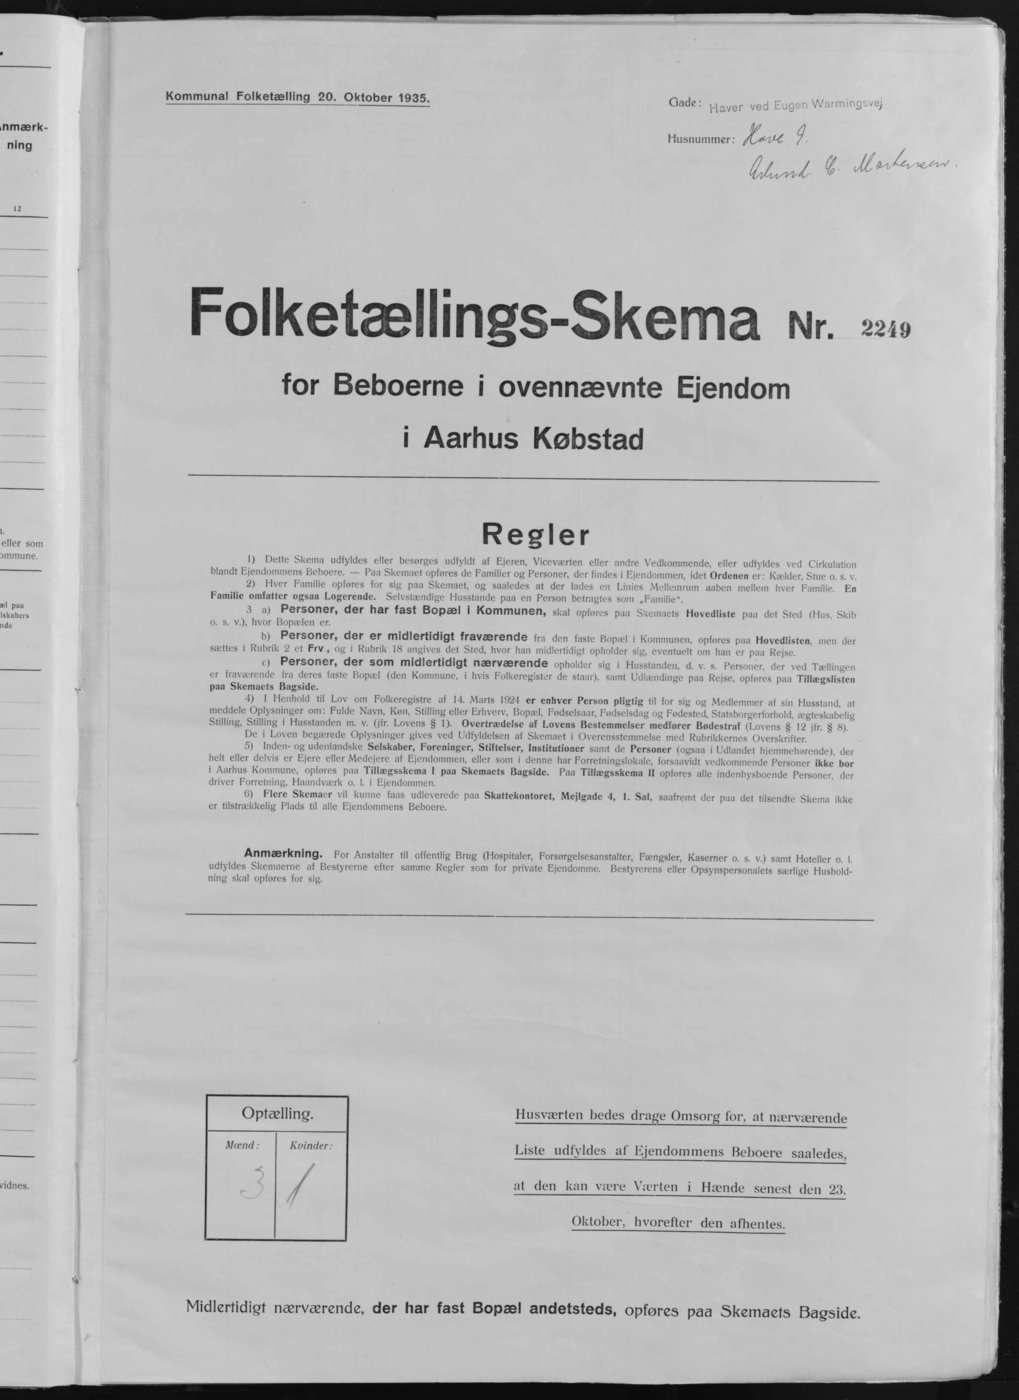 Kommunal Folketælling 20. Oktober 1935.
Gade: Haver ved Eugen Warmingsvej
Husnummer: Have 9.
C. Mortensen.
Folketællings-Skema Nr. 2249
for Beboerne i ovennævnte Ejendom
i Aarhus Købstad
Regler
1) Dette Skema udfyldes eller besørges udfyldt af Ejeren, Viceværten eller andre Vedkommende, eller udfyldes ved Cirkulation
blandt Ejendommens Beboere. — Paa Skemaet opføres de Familier og Personer, der findes i Ejendommen, idet Ordenen er: Kælder, Stue o. s. v.
2) Hver Familie opføres for sig paa Skemaet, og saaledes at der lades en Linies Mellemrum aaben mellem hver Familie. En
Familie omfatter ogsaa Logerende. Selvstændige Husstande paa en Person betragtes som „Familie“.
3 a) Personer, der har fast Bopæl i Kommunen, skal opføres paa Skemaets Hovedliste paa det Sted (Hus, Skib
o. s. v.), hvor Bopælen er.
b) Personer, der er midlertidigt fraværende fra den faste Bopæl i Kommunen, opføres paa Hovedlisten, men der
sættes i Rubrik 2 et Frv., og i Rubrik 18 angives det Sted, hvor han midlertidigt opholder sig, eventuelt om han er paa Rejse.
c) Personer, der som midlertidigt nærværende opholder sig i Husstanden, d. v. s. Personer, der ved Tællingen
er fraværende fra deres faste Bopæl (den Kommune, i hvis Folkeregister de staar), samt Udlændinge paa Rejse, opføres paa Tillægslisten
paa Skemaets Bagside.
4) I Henhold til Lov om Folkeregistre af 14. Marts 1924 er enhver Person pligtig til for sig og Medlemmer af sin Husstand, at
meddele Oplysninger om: Fulde Navn, Køn, Stilling eller Erhverv, Bopæl, Fødselsaar, Fødselsdag og Fødested, Statsborgerforhold, ægteskabelig
Stilling, Stilling i Husstanden m. v. (jfr. Lovens § 1). Overtrædelse af Lovens Bestemmelser medfører Bødestraf (Lovens § 12 jfr. § 8).
De i Loven begærede Oplysninger gives ved Udfyldelsen af Skemaet i Overensstemmelse med Rubrikkernes Overskrifter.
5) Inden- og udenlandske Selskaber, Foreninger, Stiftelser, Institutioner samt de Personer (ogsaa i Udlandet hjemmehørende), der
helt eller delvis er Ejere eller Medejere af Ejendommen, eller som i denne har Forretningslokale, forsaavidt vedkommende Personer ikke bor
i Aarhus Kommune, opføres paa Tillægsskema I paa Skemaets Bagside. Paa Tillægsskema II opføres alle indenbysboende Personer, der
driver Forretning, Haandværk o. l. i Ejendommen.
6) Flere Skemaer vil kunne faas udleverede paa Skattekontoret, Mejlgade 4, 1. Sal, saafremt der paa det tilsendte Skema ikke
er tilstrækkelig Plads til alle Ejendommens Beboere.
Anmærkning. For Anstalter til offentlig Brug (Hospitaler, Forsørgelsesanstalter, Fængsler, Kaserner o. s. v.) samt Hoteller o. l.
udfyldes Skemaerne af Bestyrerne efter samme Regler som for private Ejendomme. Bestyrerens eller Opsynspersonalets særlige Hushold-
ning skal opføres for sig.
Optælling.
Mænd: Kvinder:
3 1
Husværten bedes drage Omsorg for, at nærværende
Liste udfyldes af Ejendommens Beboere saaledes,
at den kan være Værten i Hænde senest den 23.
Oktober, hvorefter den afhentes.
Midlertidigt nærværende, der har fast Bopæl andetsteds, opføres paa Skemaets Bagside.